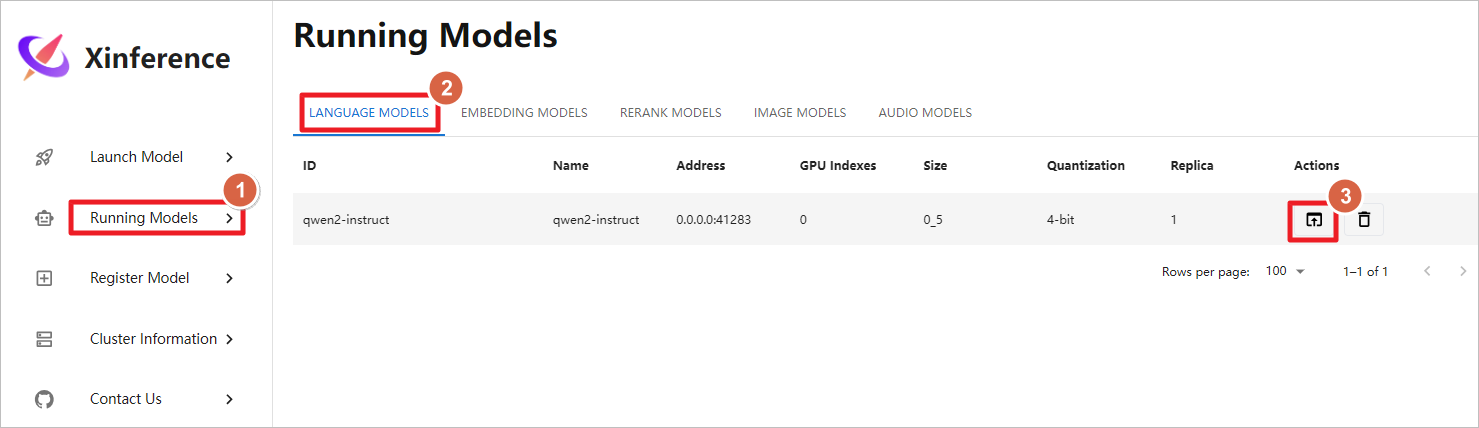 Xinference
Launch Model
1
Running Models
Register Model
Cluster Information
Contact Us
Running Models
2
LANGUAGE MODELS EMBEDDING MODELS RERANK MODELS IMAGE MODELS AUDIO MODELS
ID Name Address GPU Indexes Size Quantization Replica Actions
3
qwen2-instruct qwen2-instruct 0.0.0.0:41283 0 0_5 4-bit 1
Rows per page: 100 1–1 of 1